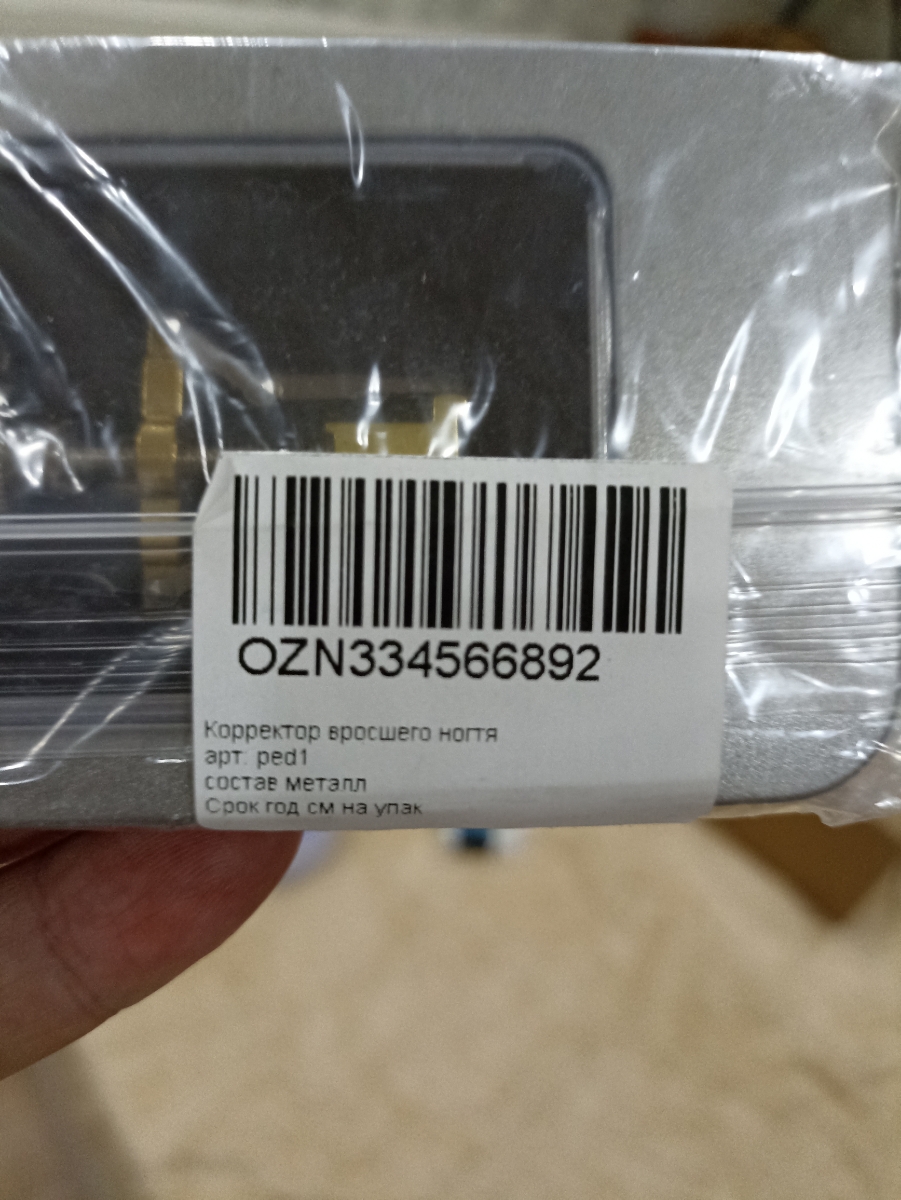 OZN334566892
Корректор вросшего ногтя
арт. ped1
состав металл
Срок год см на упак